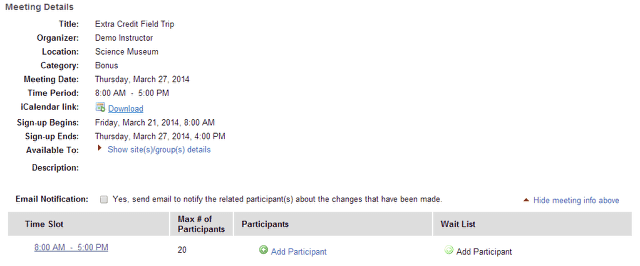 Meeting Details
Title: Extra Credit Field Trip
Organizer: Demo Instructor
Location: Science Museum
Category: Bonus
Meeting Date: Thursday, March 27, 2014
Time Period: 8:00 AM - 5:00 PM
iCalendar link: Download
Sign-up Begins: Friday, March 21, 2014, 8:00 AM
Sign-up Ends: Thursday, March 27, 2014, 4:00 PM
Available To: Show site(s)/group(s) details
Description:
Email Notification: Yes, send email to notify the related participant(s) about the changes that have been made. Hide meeting info above
Time Slot Max # of Participants Participants Wait List
8:00 AM - 5:00 PM 20 Add Participant Add Participant